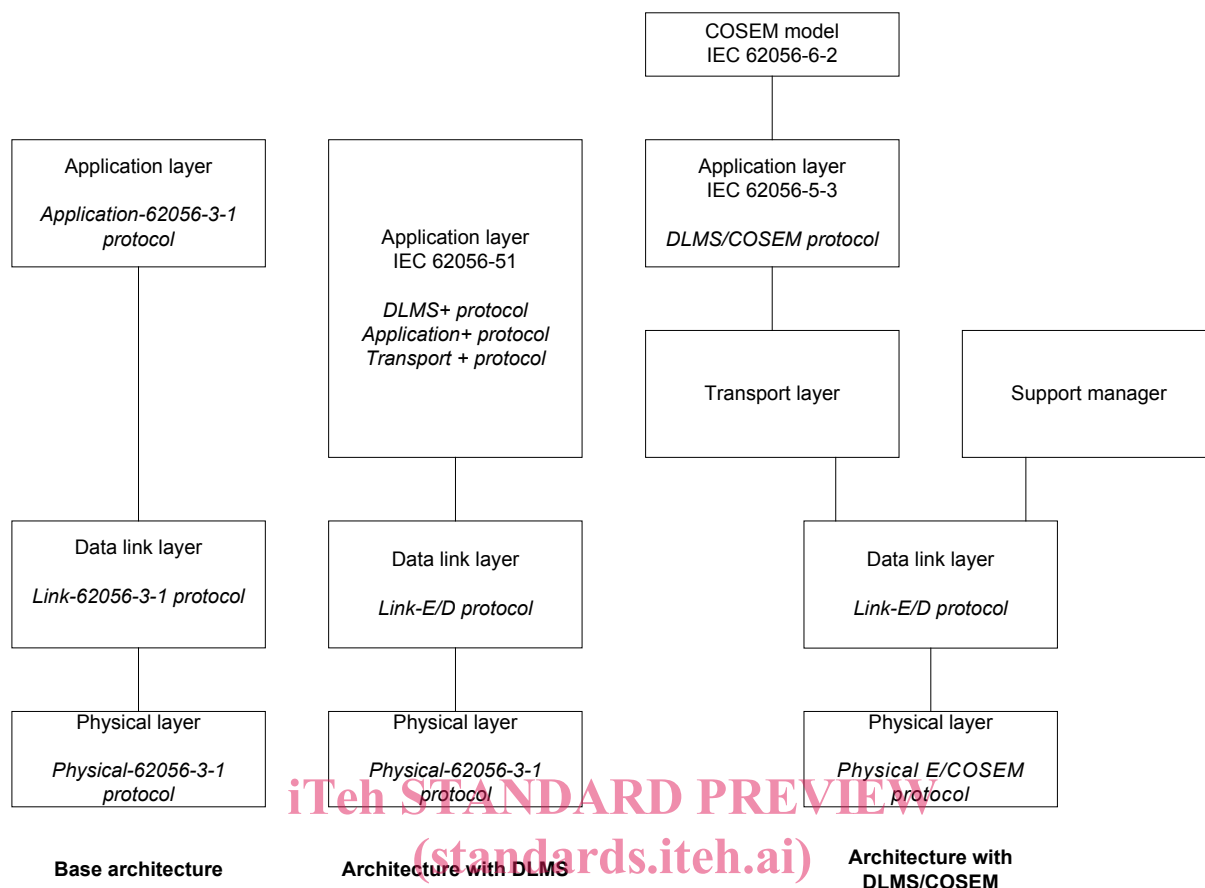 COSEM model
IEC 62056-6-2
Application layer
Application-62056-3-1
protocol
Application layer
IEC 62056-51
DLMS+ protocol
Application+ protocol
Transport + protocol
Application layer
IEC 62056-5-3
DLMS/COSEM protocol
Transport layer
Support manager
Data link layer
Link-62056-3-1 protocol
Data link layer
Link-E/D protocol
Data link layer
Link-E/D protocol
Physical layer
Physical-62056-3-1
protocol
Physical layer
Physical-62056-3-1
protocol
Physical layer
Physical E/COSEM
protocol
iTeh STANDARD PREVIEW
(standards.iteh.ai)
Base architecture
Architecture with DLMS
Architecture with
DLMS/COSEM